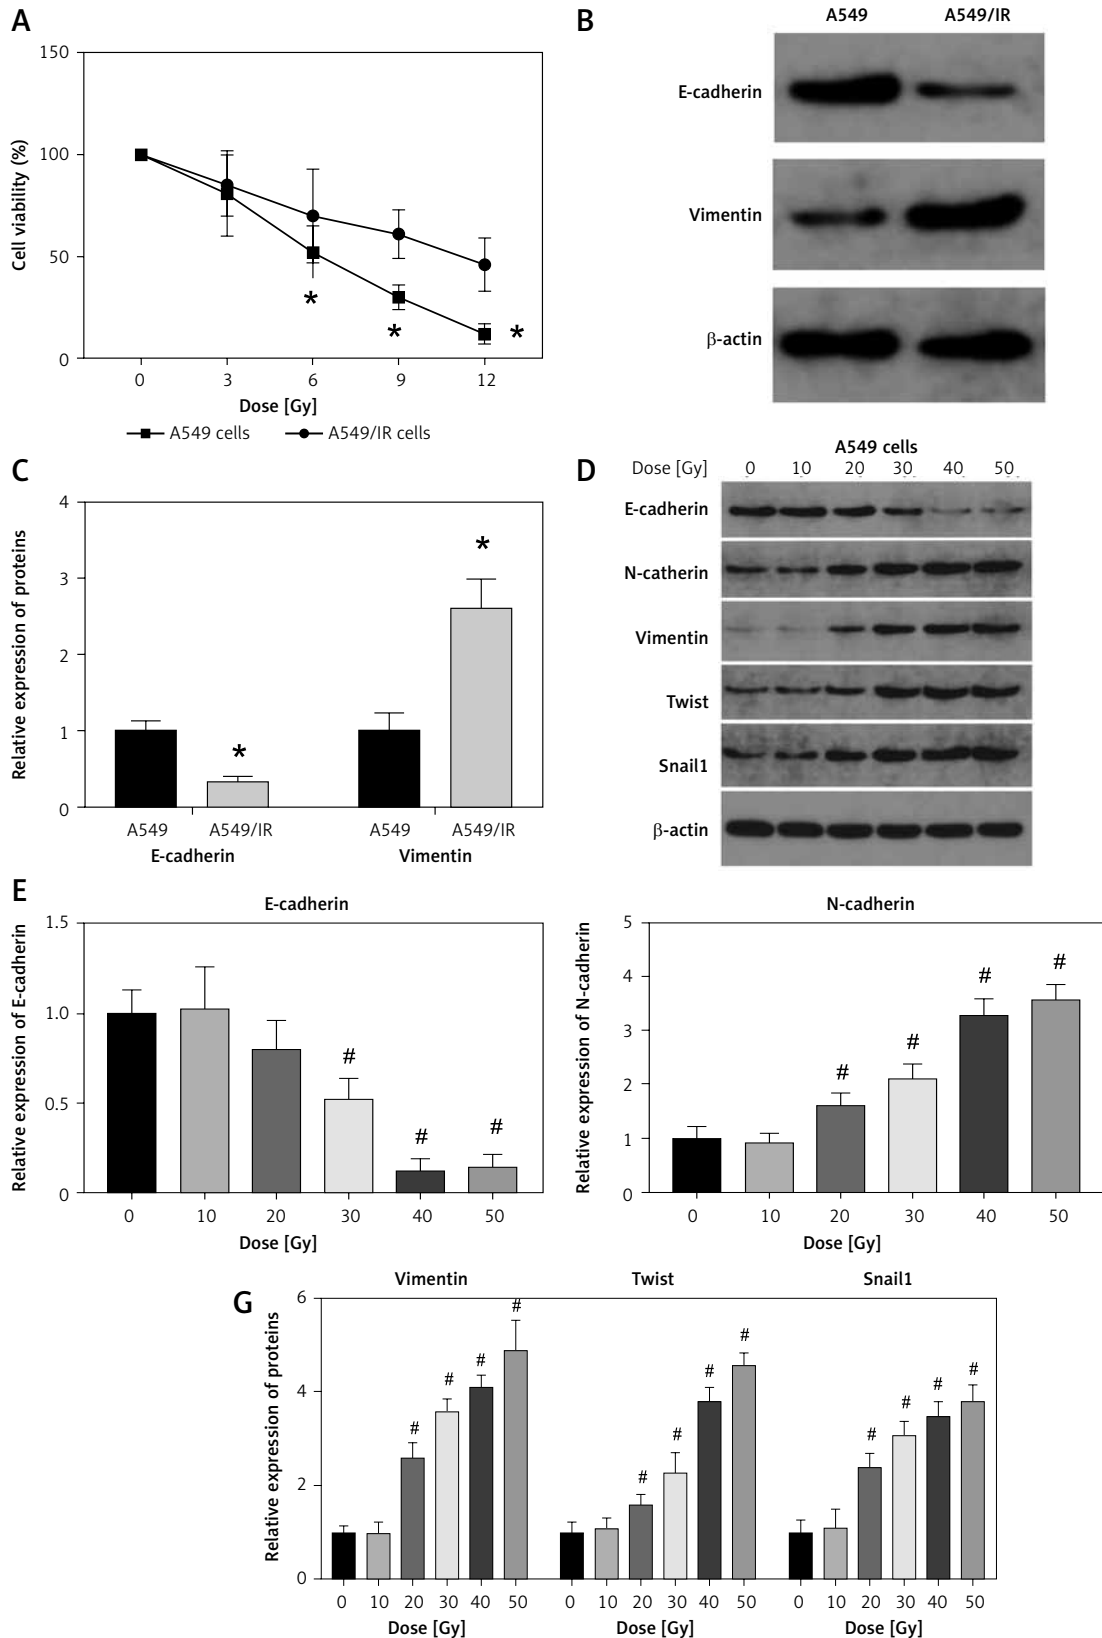 A
150
100
50
0
Cell viability (%)
*
*
*
0 3 6 9 12
Dose [Gy]
A549 cells A549/IR cells
B
A549 A549/IR
E-cadherin
Vimentin
β-actin
C
4
3
2
1
0
Relative expression of proteins
*
*
A549 A549/IR A549 A549/IR
E-cadherin Vimentin
D
A549 cells
Dose [Gy] 0 10 20 30 40 50
E-cadherin
N-catherin
Vimentin
Twist
Snail1
β-actin
E
E-cadherin
1.5
1.0
0.5
0
Relative expression of E-cadherin
# # #
0 10 20 30 40 50
Dose [Gy]
N-cadherin
5
4
3
2
1
0
Relative expression of N-cadherin
# # # #
0 10 20 30 40 50
Dose [Gy]
G
Vimentin Twist Snail1
6
4
2
0
Relative expression of proteins
# # # # # # # # # # # #
0 10 20 30 40 50 0 10 20 30 40 50 0 10 20 30 40 50
Dose [Gy] Dose [Gy] Dose [Gy]